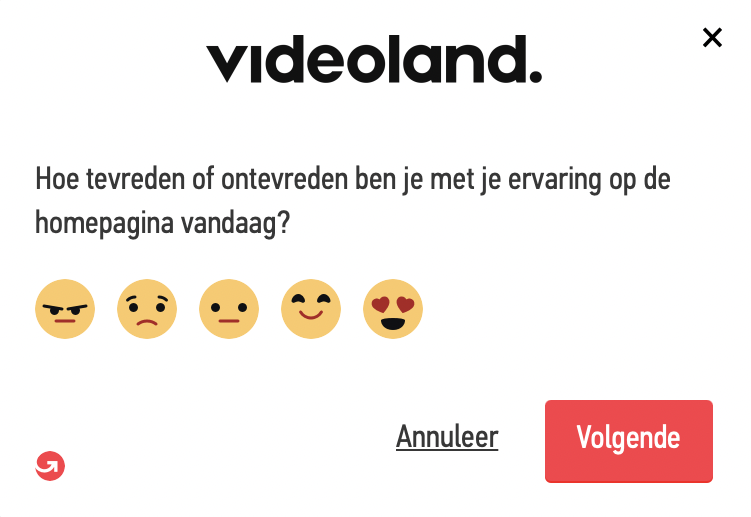 videoland.
Hoe tevreden of ontevreden ben je met je ervaring op de
homepagina vandaag?
Annuleer
Volgende